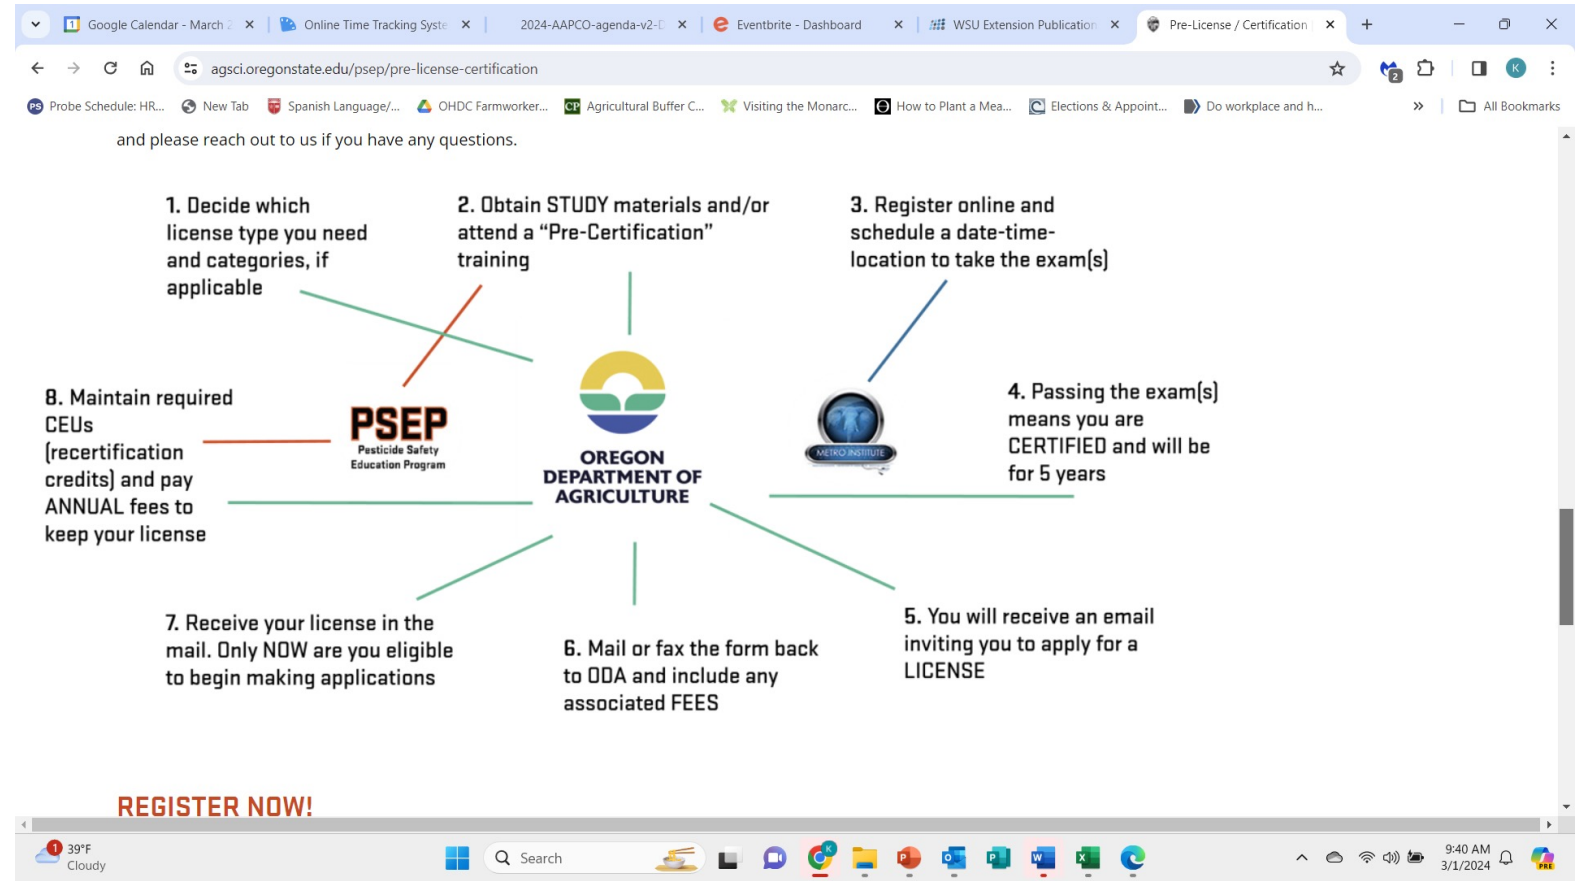 Google Calendar - March 2
Online Time Tracking Syste
2024-AAPCO-agenda-v2-D
Eventbrite - Dashboard
WSU Extension Publication
Pre-License / Certification
agsci.oregonstate.edu/psep/pre-license-certification
2
K
PS Probe Schedule: HR...
New Tab
Spanish Language/...
OHDC Farmworker...
CP Agricultural Buffer C...
Visiting the Monarc...
How to Plant a Mea...
Elections & Appoint...
Do workplace and h...
»
All Bookmarks
and please reach out to us if you have any questions.
1. Decide which
license type you need
and categories, if
applicable
2. Obtain STUDY materials and/or
attend a “Pre-Certification”
training
3. Register online and
schedule a date-time-
location to take the exam(s)
4. Passing the exam(s)
means you are
CERTIFIED and will be
for 5 years
8. Maintain required
CEUs
(recertification
credits) and pay
ANNUAL fees to
keep your license
PSEP
Pesticide Safety
Education Program
OREGON
DEPARTMENT OF
AGRICULTURE
METRO INSTITUTE
5. You will receive an email
inviting you to apply for a
LICENSE
6. Mail or fax the form back
to ODA and include any
associated FEES
7. Receive your license in the
mail. Only NOW are you eligible
to begin making applications
REGISTER NOW!
1
39°F
Cloudy
Search
9:40 AM
3/1/2024
PRE